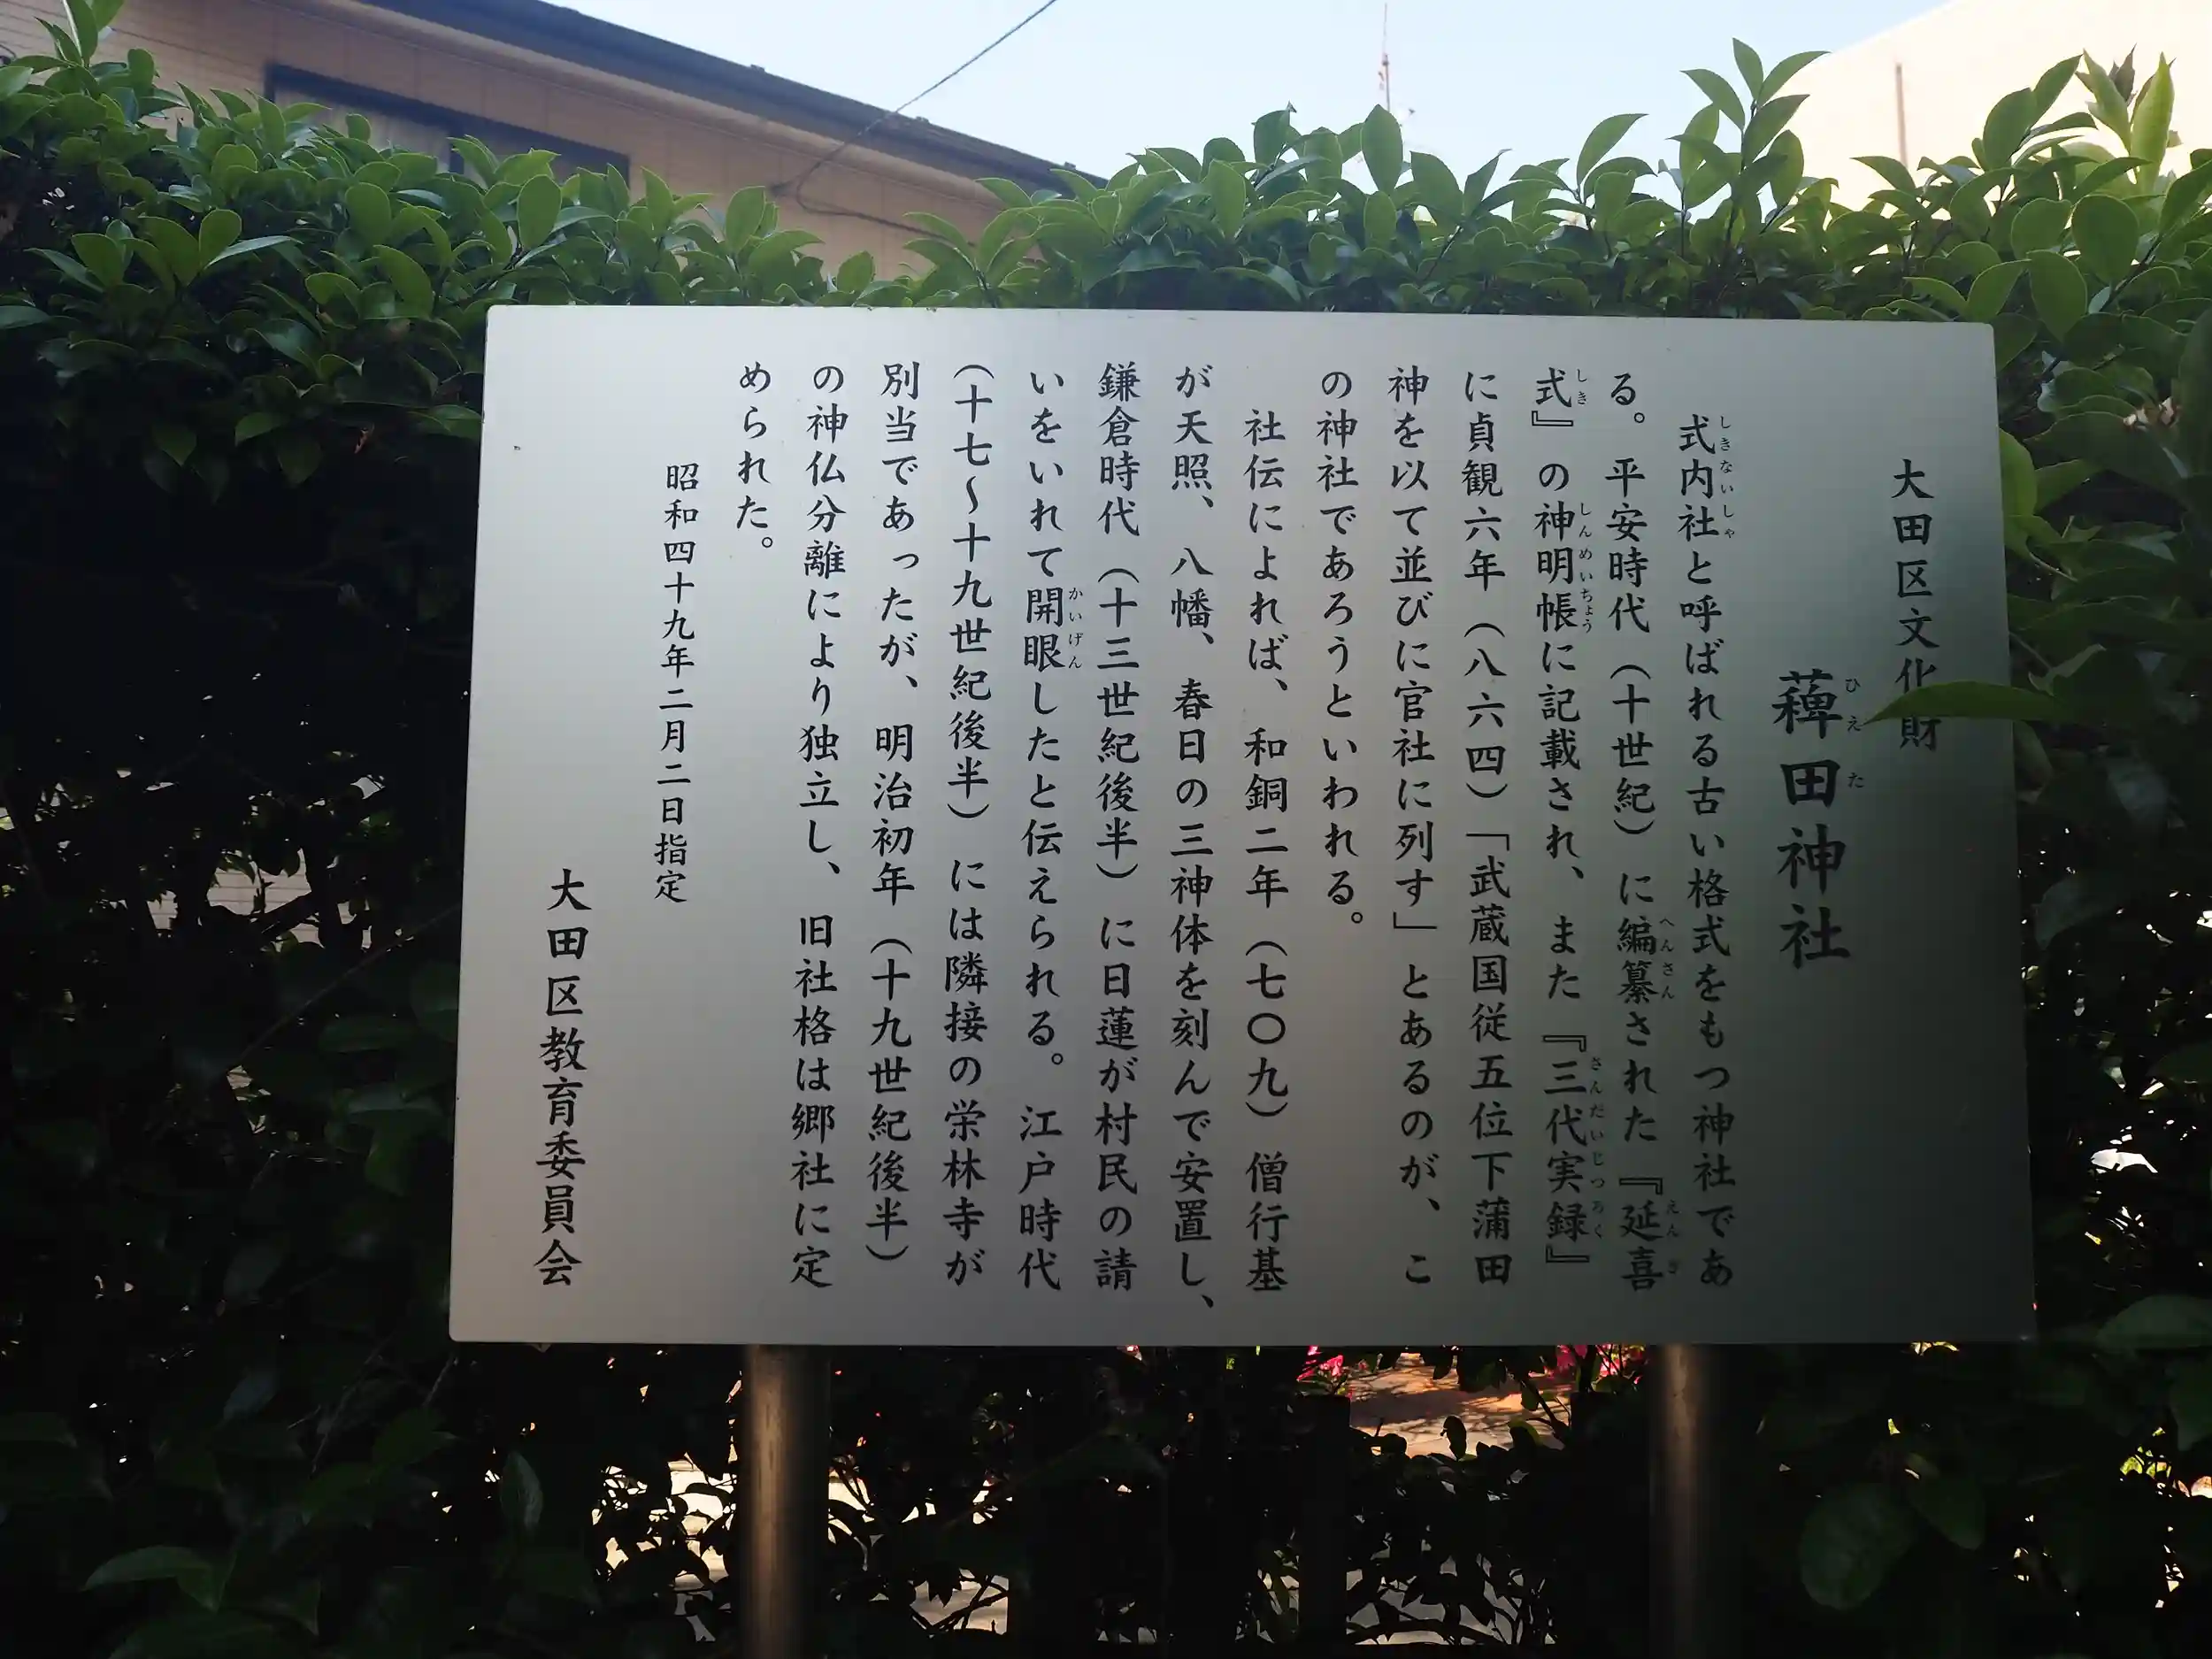 大田区文化財
薭田神社
式内社と呼ばれる古い格式をもつ神社であ
る。平安時代（十世紀）に編纂された『延喜
式』の神明帳に記載され、また『三代実録』
に貞観六年（八六四）「武蔵国従五位下蒲田
神を以て並びに官社に列す」とあるのが、こ
の神社であろうといわれる。
社伝によれば、和銅二年（七〇九）僧行基
が天照、八幡、春日の三神体を刻んで安置し、
鎌倉時代（十三世紀後半）に日蓮が村民の請
いをいれて開眼したと伝えられる。江戸時代
（十七～十九世紀後半）には隣接の栄林寺が
別当であったが、明治初年（十九世紀後半）
の神仏分離により独立し、旧社格は郷社に定
められた。
昭和四十九年二月二日指定
大田区教育委員会